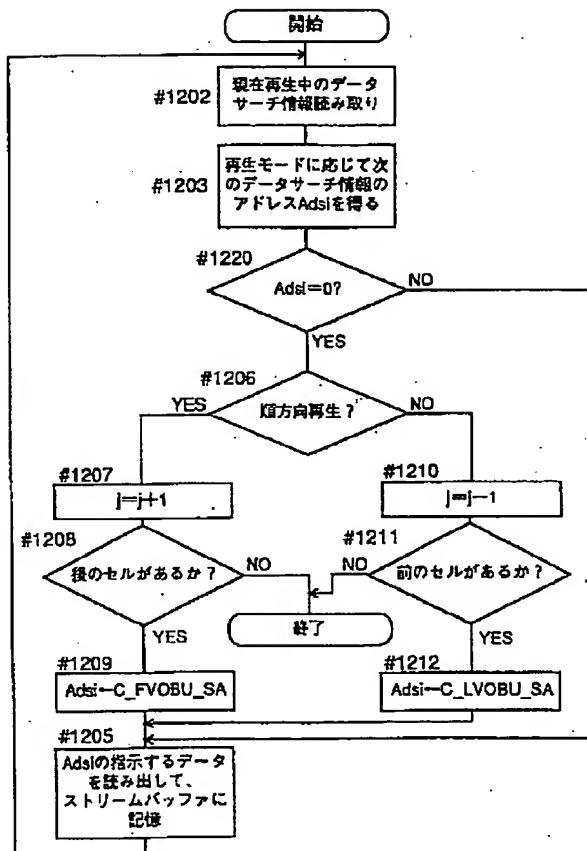 開始
#1202
現在再生中のデータ
サーチ情報読み取り
#1203
再生モードに応じて次
のデータサーチ情報の
アドレスAdsiを得る
#1220
Adsi=0?
NO
YES
#1206
順方向再生?
YES
NO
#1207
j=j+1
#1210
j=j-1
#1208
後のセルがあるか?
NO
YES
#1211
前のセルがあるか?
NO
YES
終了
#1209
Adsi←C_FVOBU_SA
#1212
Adsi←C_LVOBU_SA
#1205
Adsiの指示するデータ
を読み出して、
ストリームバッファに
記憶